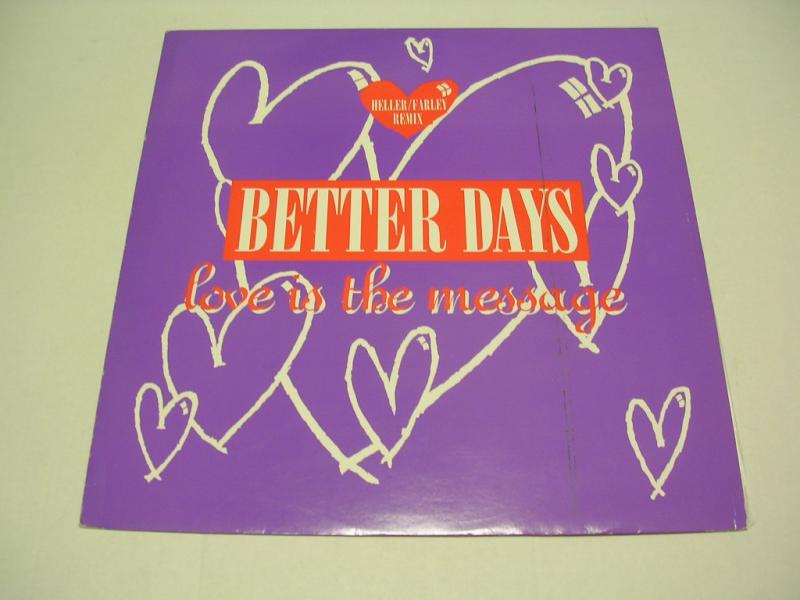 HELLER/FARLEY
REMIX
BETTER DAYS
love is the message